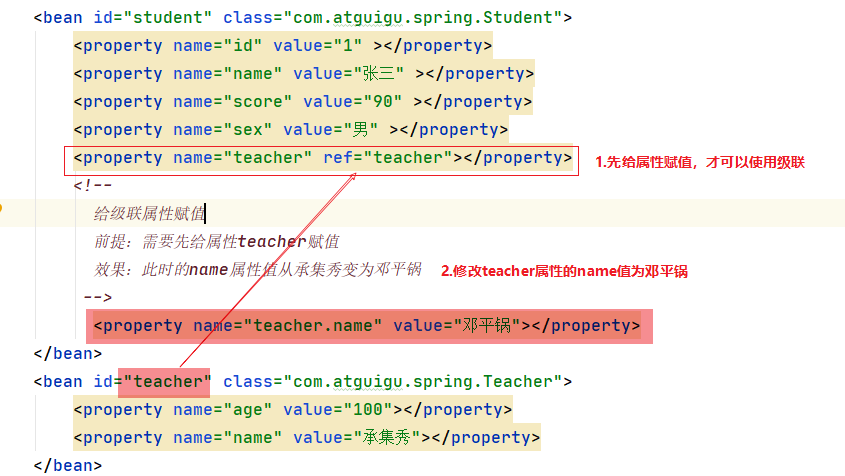 <bean id="student" class="com.atguigu.spring.Student">
<property name="id" value="1" ></property>
<property name="name" value="张三" ></property>
<property name="score" value="90" ></property>
<property name="sex" value="男" ></property>
<property name="teacher" ref="teacher"></property>
1.先给属性赋值，才可以使用级联
<!--
给级联属性赋值
前提：需要先给属性teacher赋值
效果：此时的name属性值从承集秀变为邓平锅
2.修改teacher属性的name值为邓平锅
-->
<property name="teacher.name" value="邓平锅"></property>
</bean>
<bean id="teacher" class="com.atguigu.spring.Teacher">
<property name="age" value="100"></property>
<property name="name" value="承集秀"></property>
</bean>